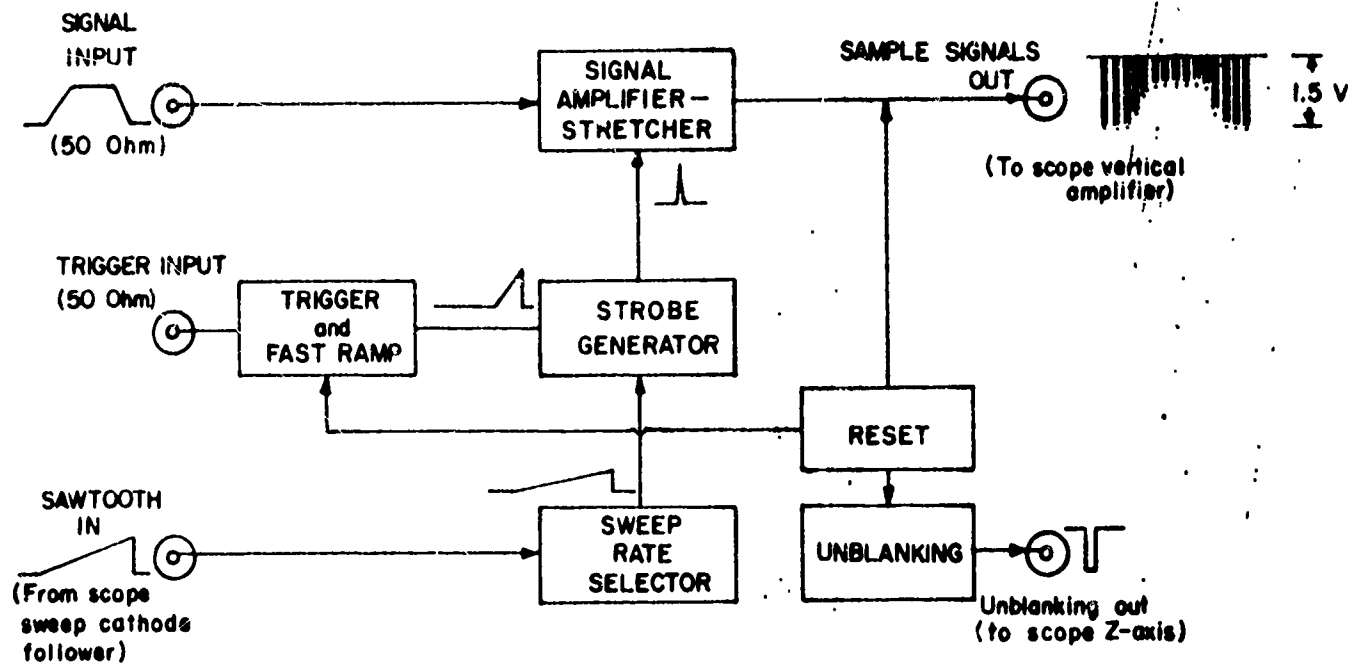 SIGNAL
INPUT
(50 Ohm)
SIGNAL
AMPLIFIER-
STRETCHER
SAMPLE SIGNALS
OUT
1.5 V
(To scope vertical
amplifier)
TRIGGER INPUT
(50 Ohm)
TRIGGER
and
FAST RAMP
STROBE
GENERATOR
RESET
SAWTOOTH
IN
(From scope
sweep cathode
follower)
SWEEP
RATE
SELECTOR
UNBLANKING
Unblanking out
(to scope Z-axis)